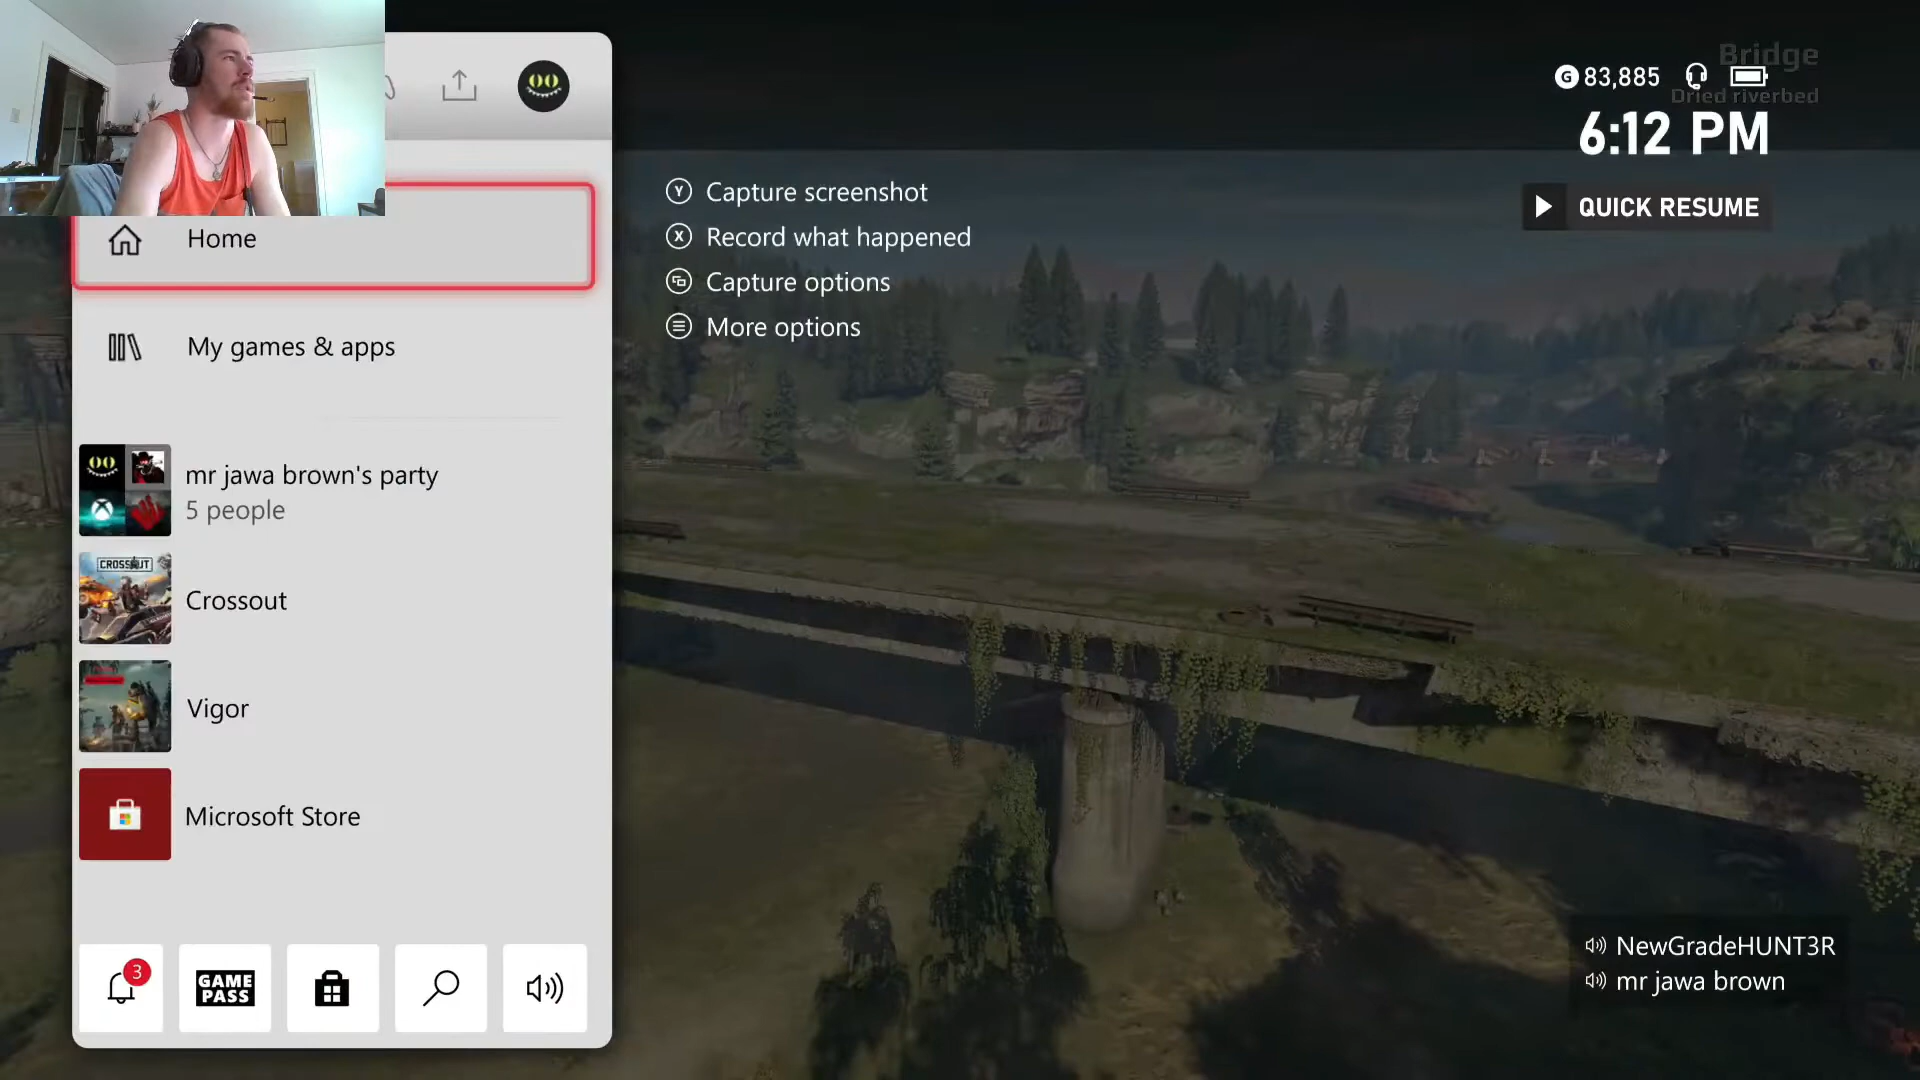 Bridge
83,885
Dried riverbed
6:12 PM
QUICK RESUME
Capture screenshot
Record what happened
Capture options
More options
Home
My games & apps
mr jawa brown's party
5 people
CROSSOUT
Crossout
Vigor
Microsoft Store
3
GAME
PASS
NewGradeHUNT3R
mr jawa brown